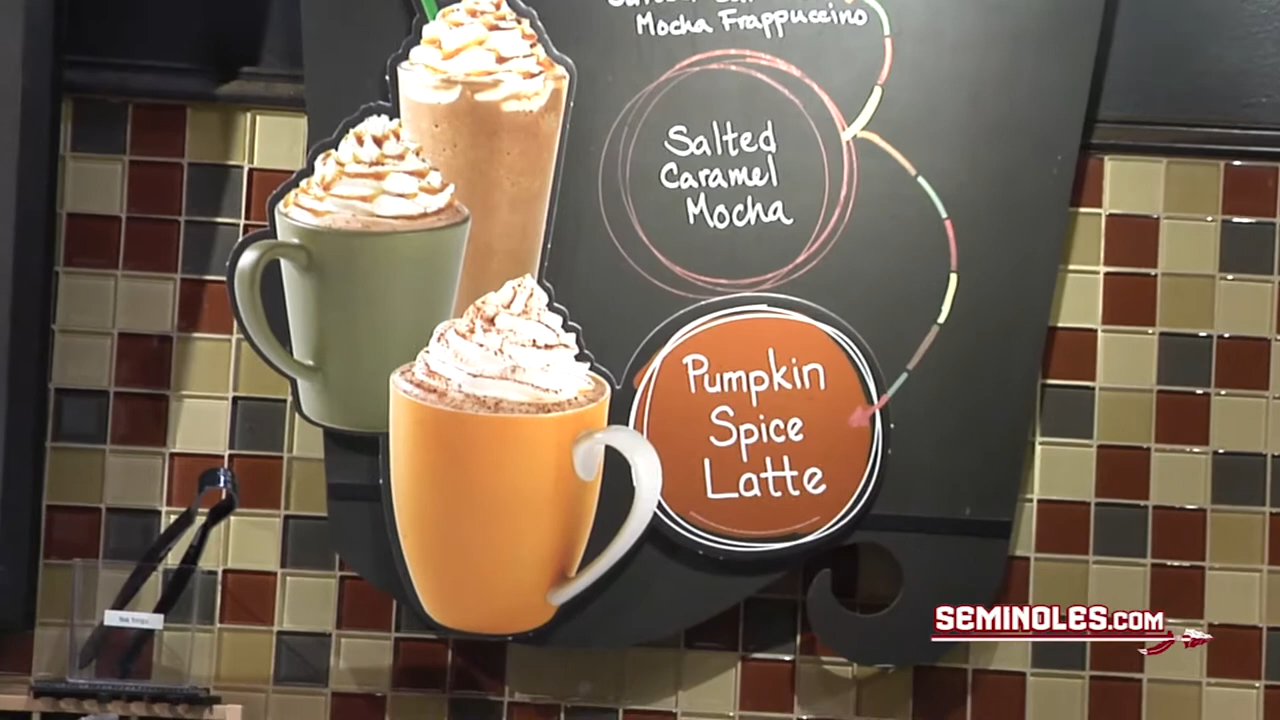 Mocha Frappuccino
Salted
Caramel
Mocha
Pumpkin
Spice
Latte
SEMINOLES.COM